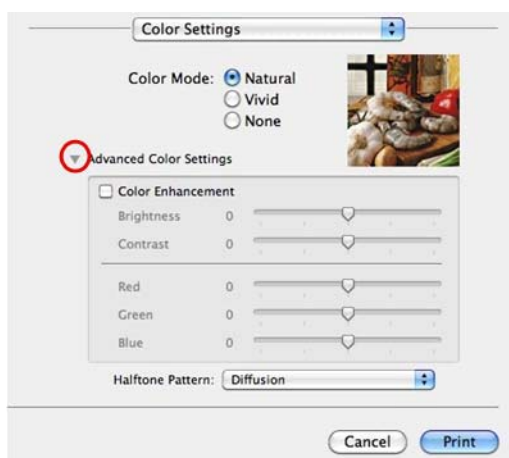 Color Settings
Color Mode: Natural
Vivid
None
Advanced Color Settings
Color Enhancement
Brightness 0
Contrast 0
Red 0
Green 0
Blue 0
Halftone Pattern: Diffusion
Cancel Print